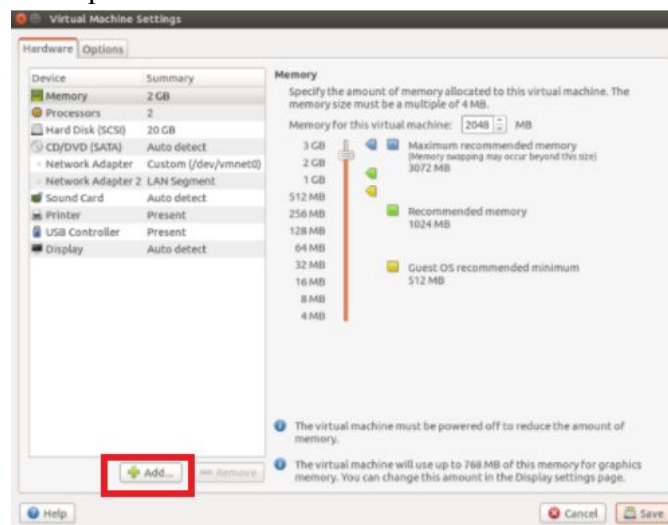 Virtual Machine Settings
Hardware Options
Device Summary
Memory 2 GB
Processors 2
Hard Disk (SCSI) 20 GB
CD/DVD (SATA) Auto detect
Network Adapter Custom (/dev/vmnet0)
Network Adapter 2 LAN Segment
Sound Card Auto detect
Printer Present
USB Controller Present
Display Auto detect
Add... Remove
Memory
Specify the amount of memory allocated to this virtual machine. The
memory size must be a multiple of 4 MB.
Memory for this virtual machine: 2048 MB
3 GB
2 GB
1 GB
512 MB
256 MB
128 MB
64 MB
32 MB
16 MB
8 MB
4 MB
Maximum recommended memory
(Memory swapping may occur beyond this size)
3072 MB
Recommended memory
1024 MB
Guest OS recommended minimum
512 MB
The virtual machine must be powered off to reduce the amount of
memory.
The virtual machine will use up to 768 MB of this memory for graphics
memory. You can change this amount in the Display settings page.
Help Cancel Save